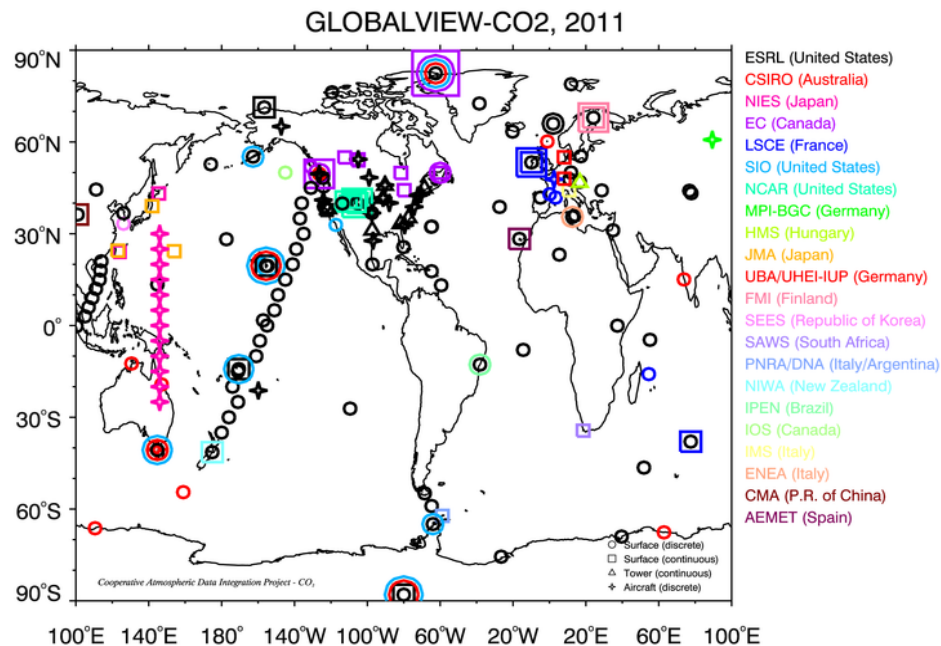 GLOBALVIEW-CO2, 2011
90°N
60°N
30°N
0°
30°S
60°S
90°S
100°E
140°E
180°
140°W
100°W
60°W
20°W
20°E
60°E
100°E
Surface (discrete)
Surface (continuous)
Tower (continuous)
Aircraft (discrete)
Cooperative Atmospheric Data Integration Project - CO₂
ESRL (United States)
CSIRO (Australia)
NIES (Japan)
EC (Canada)
LSCE (France)
SIO (United States)
NCAR (United States)
MPI-BGC (Germany)
HMS (Hungary)
JMA (Japan)
UBA/UHEI-IUP (Germany)
FMI (Finland)
SEES (Republic of Korea)
SAWS (South Africa)
PNRA/DNA (Italy/Argentina)
NIWA (New Zealand)
IPEN (Brazil)
IOS (Canada)
IMS (Italy)
ENEA (Italy)
CMA (P.R. of China)
AEMET (Spain)